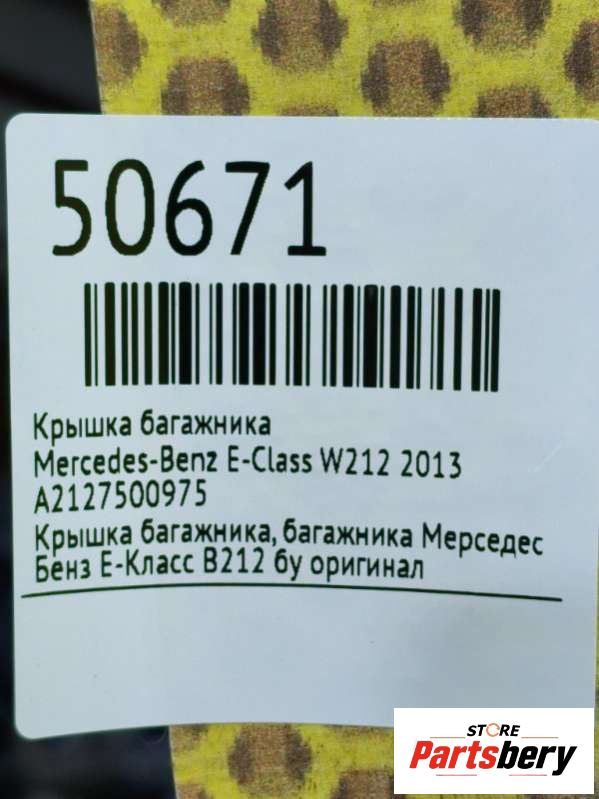 50671
Крышка багажника
Mercedes-Benz E-Class W212 2013
A2127500975
Крышка багажника, багажника Мерседес
Бенз Е-Класс В212 бу оригинал
STORE
Partsbery